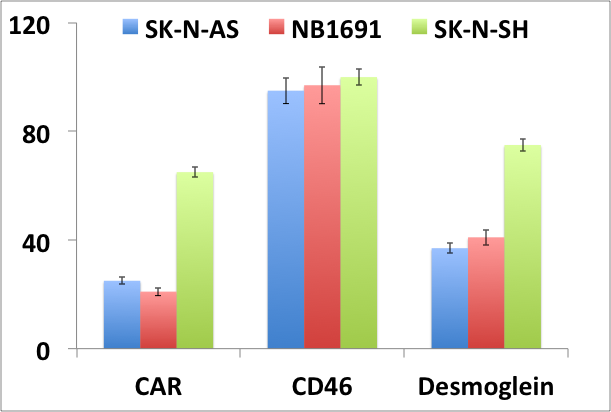 120
SK-N-AS NB1691 SK-N-SH
80
40
0
CAR CD46 Desmoglein